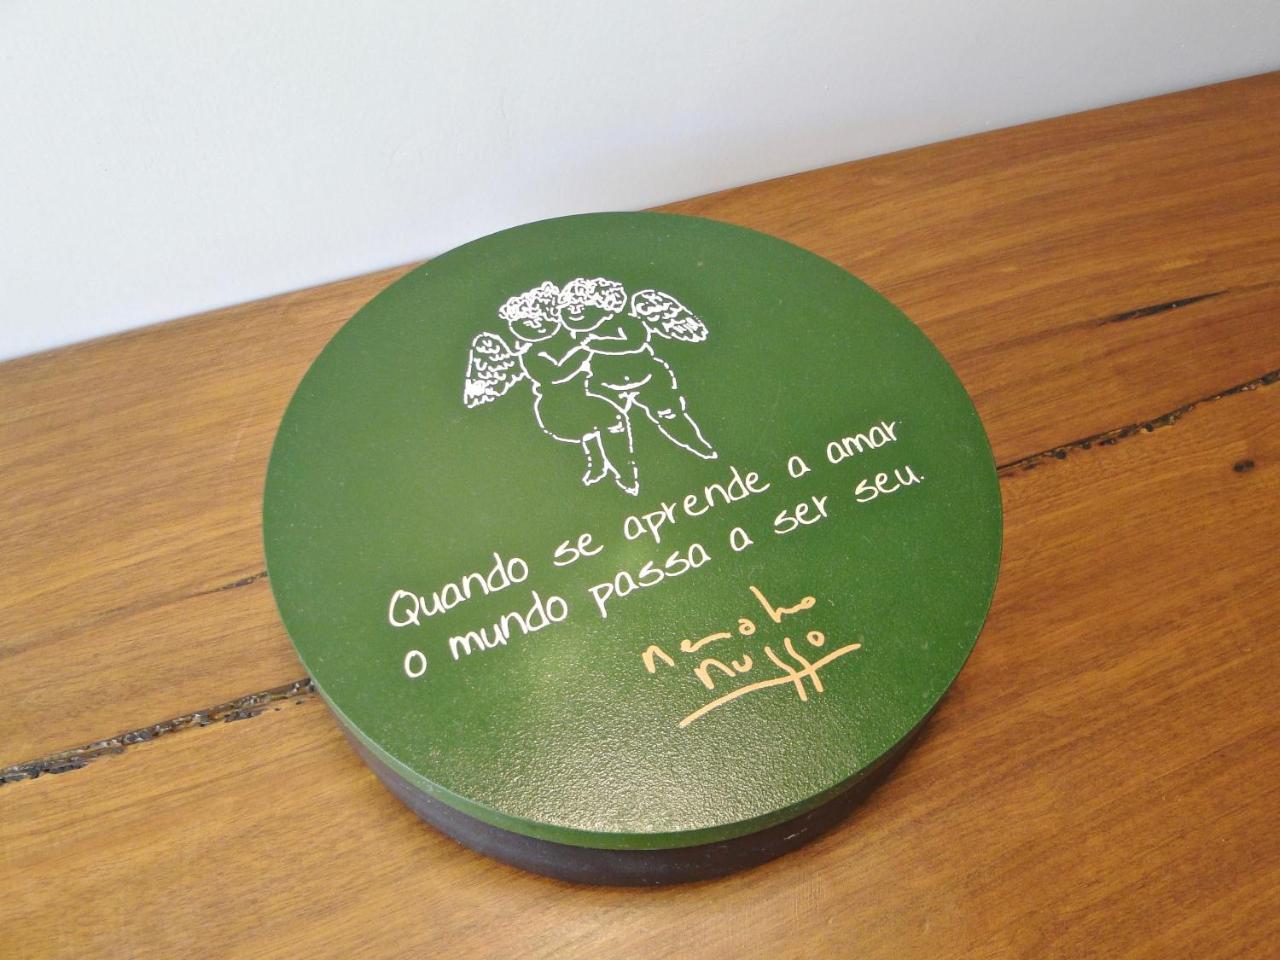 Quando se aprende a amar
o mundo passa a ser seu.